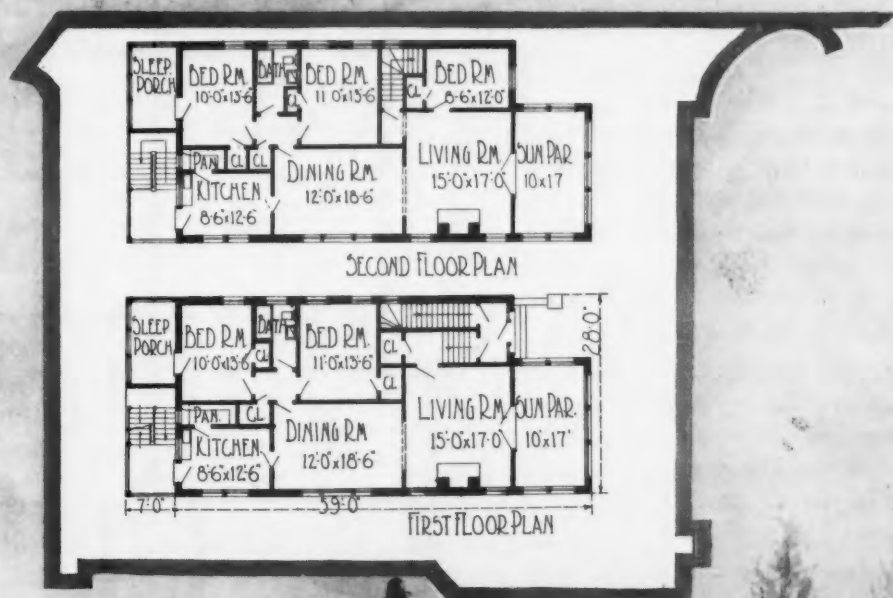 SLEEP. PORCH
BED RM.
10'-0"x13'-6"
BATH
BED RM.
11'-0"x13'-6"
CL
CL
BED RM
8'-6"x12'-0"
PAN.
CL
CL
KITCHEN
8'-6"x12'-6"
DINING RM.
12'-0"x18'-6"
LIVING RM.
15'-0"x17'-0"
SUN PAR
10x17
SECOND FLOOR PLAN
SLEEP PORCH
BED RM.
10'-0"x13'-6
BATH
CL
BED RM.
11'-0"x13'-6"
CL
CL
28'-0"
PAN.
CL
KITCHEN
8'-6"x12'-6"
DINING RM
12'-0"x18'-6"
LIVING RM.
15'-0"x17'-0"
SUN PAR.
10'x17'
7'-0"
59'-0"
FIRST FLOOR PLAN